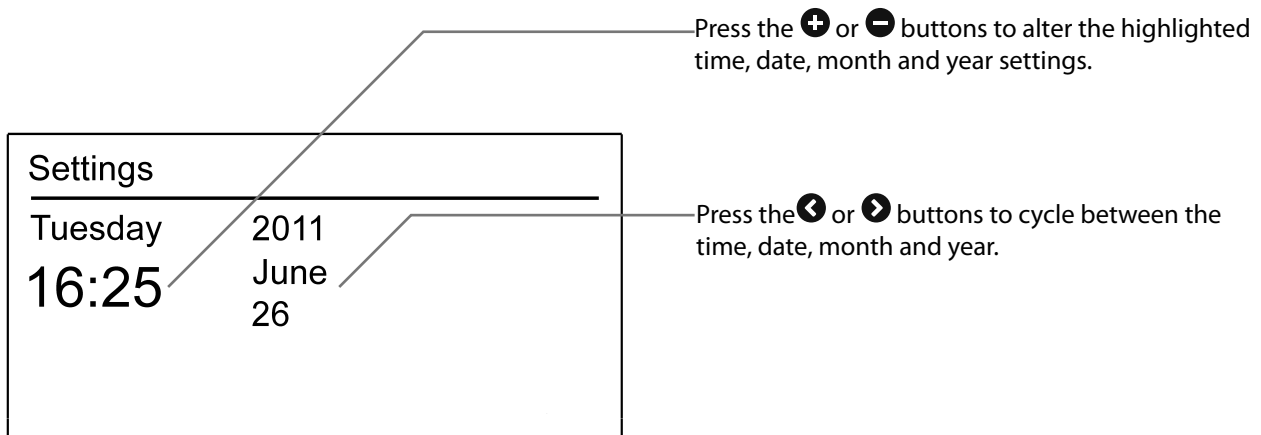 Press the + or - buttons to alter the highlighted
time, date, month and year settings.
Settings
Tuesday 2011
16:25 June
26
Press the < or > buttons to cycle between the
time, date, month and year.